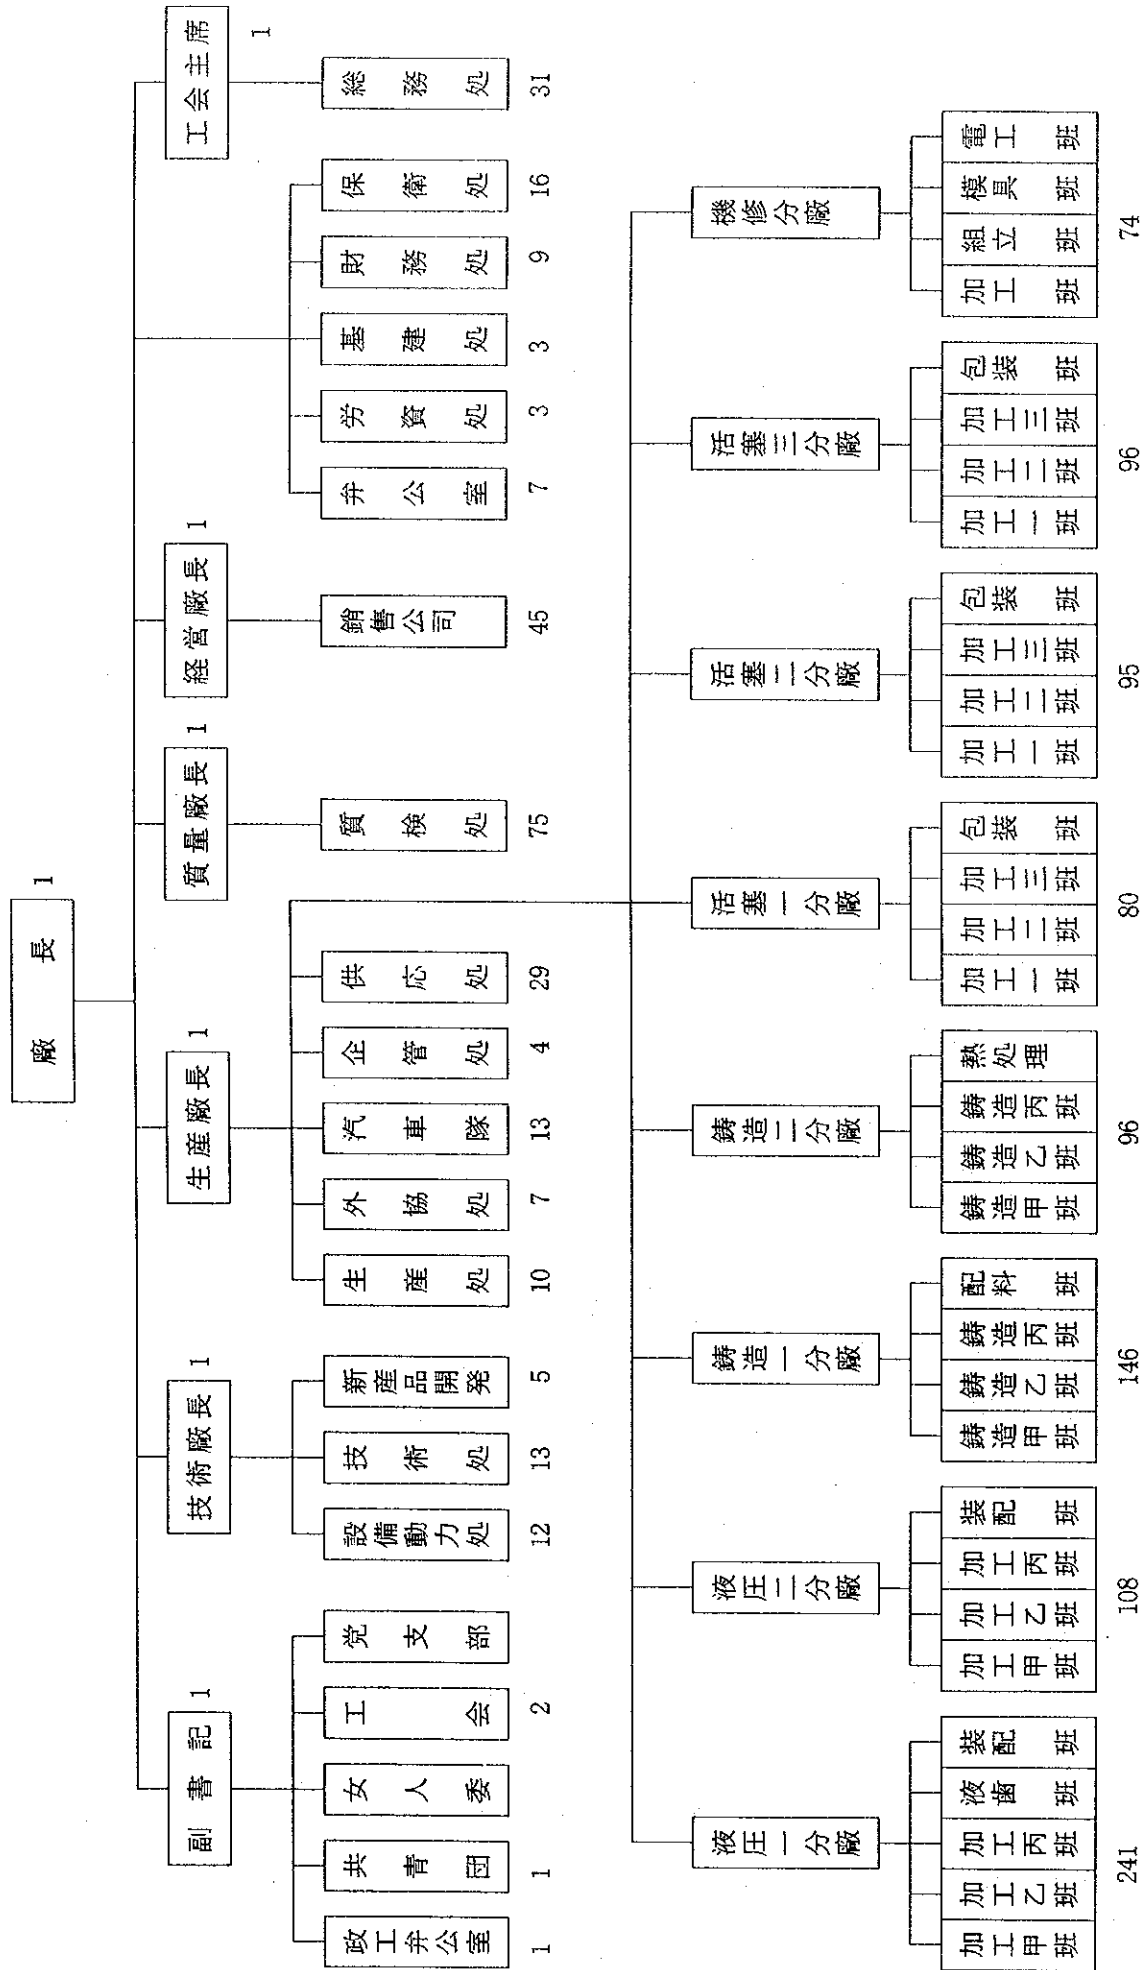 廠長 1
副書記 1
技術廠長 1
生産廠長 1
質量廠長 1
経営廠長 1
工会主席 1
政工弁公室 1
共青団 1
女人委
工会 2
党支部
設備動力処 12
技術処 13
新産品開発 5
生産処 10
外協処 7
汽車隊 13
企管処 4
供応処 29
質検処 75
銷售公司 45
弁公室 7
労資処 3
基建処 3
財務処 9
保衛処 16
総務処 31
液圧一分廠
加工甲班
加工乙班
加工丙班
液歯班
装配班
241
液圧二分廠
加工甲班
加工乙班
加工丙班
装配班
108
鋳造一分廠
鋳造甲班
鋳造乙班
鋳造丙班
配料班
146
鋳造二分廠
鋳造甲班
鋳造乙班
鋳造丙班
熱処理
96
活塞一分廠
加工一班
加工二班
加工三班
包装班
80
活塞二分廠
加工一班
加工二班
加工三班
包装班
95
活塞三分廠
加工一班
加工二班
加工三班
包装班
96
機修分廠
加工班
組立班
模具班
電工班
74